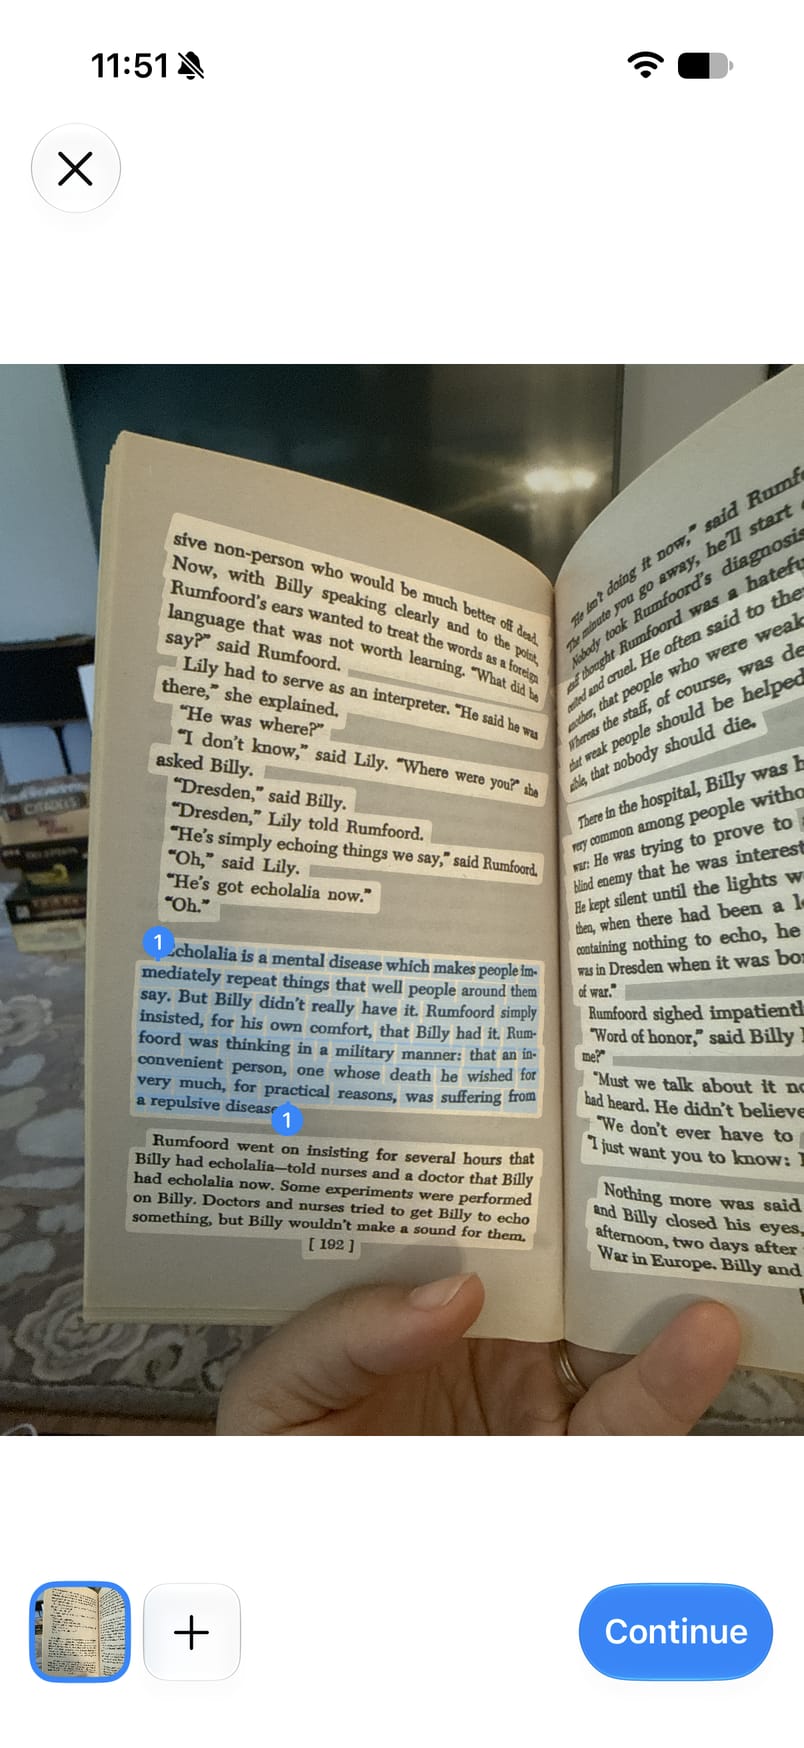 11:51
sive non-person who would be much better off dead.
Now, with Billy speaking clearly and to the point,
Rumfoord's ears wanted to treat the words as a foreign
language that was not worth learning. "What did he
say?" said Rumfoord.
Lily had to serve as an interpreter. "He said he was
there," she explained.
"He was where?"
"I don't know," said Lily. "Where were you?" she
asked Billy.
"Dresden," said Billy.
"Dresden," Lily told Rumfoord.
"He's simply echoing things we say," said Rumfoord.
"Oh," said Lily.
"He's got echolalia now."
"Oh."
1
cholalia is a mental disease which makes people im-
mediately repeat things that well people around them
say. But Billy didn't really have it. Rumfoord simply
insisted, for his own comfort, that Billy had it. Rum-
foord was thinking in a military manner: that an in-
convenient person, one whose death he wished for
very much, for practical reasons, was suffering from
a repulsive disease
1
Rumfoord went on insisting for several hours that
Billy had echolalia—told nurses and a doctor that Billy
had echolalia now. Some experiments were performed
on Billy. Doctors and nurses tried to get Billy to echo
something, but Billy wouldn't make a sound for them.
[ 192 ]
"He isn't doing it now," said Rumfo
The minute you go away, he'll start
Nobody took Rumfoord's diagnosis
thought Rumfoord was a hatefu
and cruel. He often said to the
another, that people who were weak
Whereas the staff, of course, was de
that weak people should be helped
able, that nobody should die.
There in the hospital, Billy was h
very common among people witho
war: He was trying to prove to
blind enemy that he was interest
He kept silent until the lights w
then, when there had been a l
containing nothing to echo, he
was in Dresden when it was bo
of war."
Rumfoord sighed impatientl
"Word of honor," said Billy
me?"
"Must we talk about it no
had heard. He didn't believe
"We don't ever have to
"I just want you to know: I
Nothing more was said
and Billy closed his eyes,
afternoon, two days after
War in Europe. Billy and
Continue